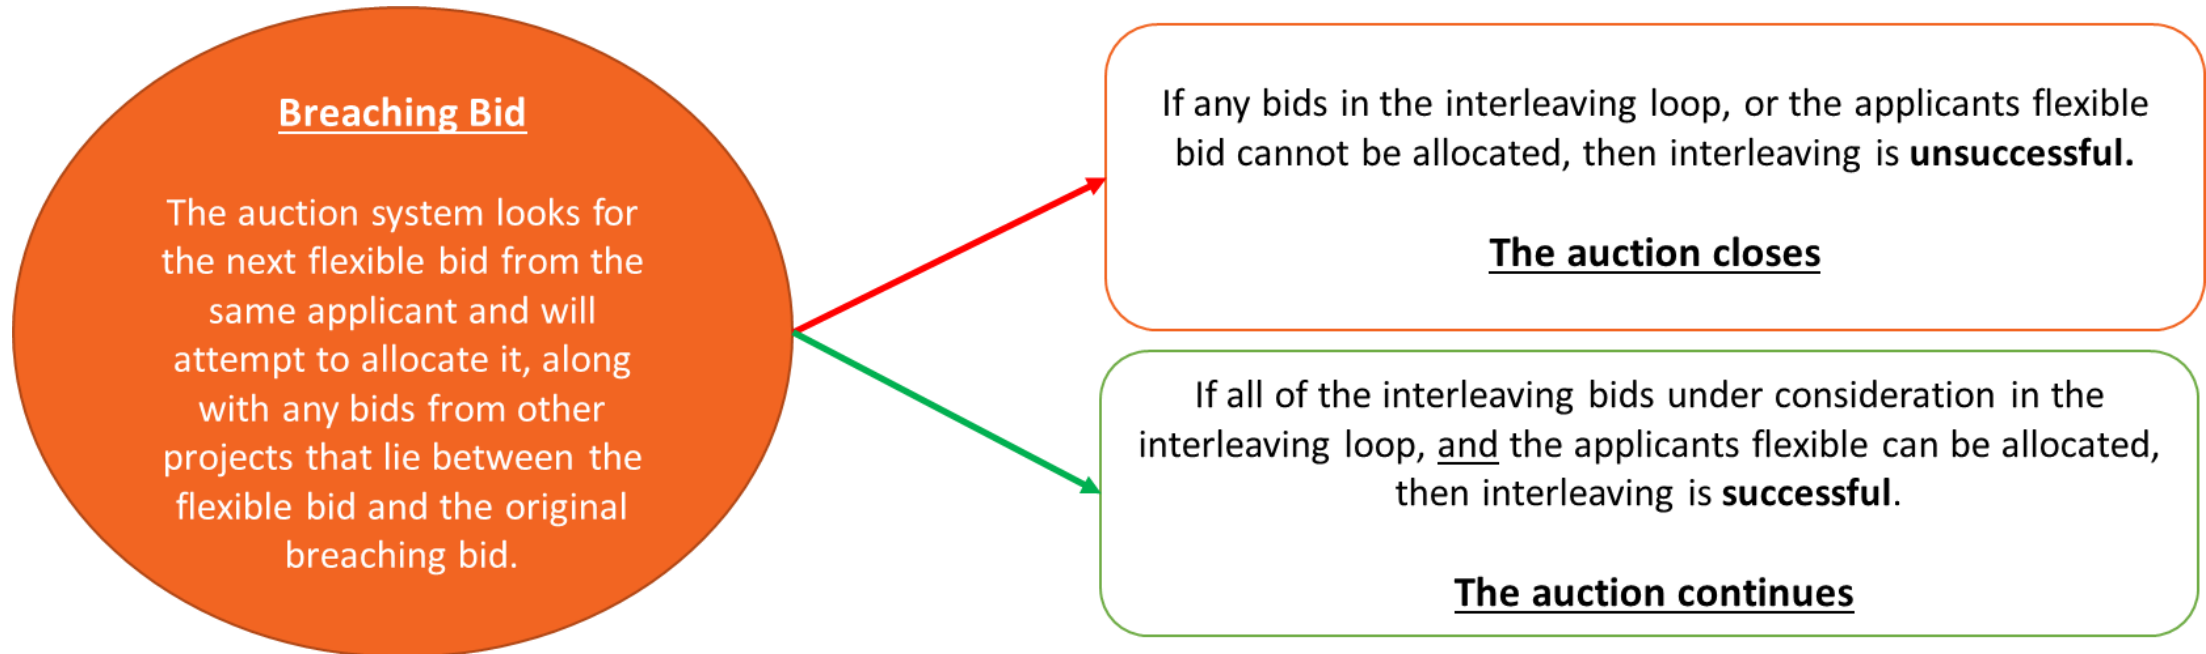 Breaching Bid
The auction system looks for
the next flexible bid from the
same applicant and will
attempt to allocate it, along
with any bids from other
projects that lie between the
flexible bid and the original
breaching bid.
If any bids in the interleaving loop, or the applicants flexible
bid cannot be allocated, then interleaving is unsuccessful.
The auction closes
If all of the interleaving bids under consideration in the
interleaving loop, and the applicants flexible can be allocated,
then interleaving is successful.
The auction continues